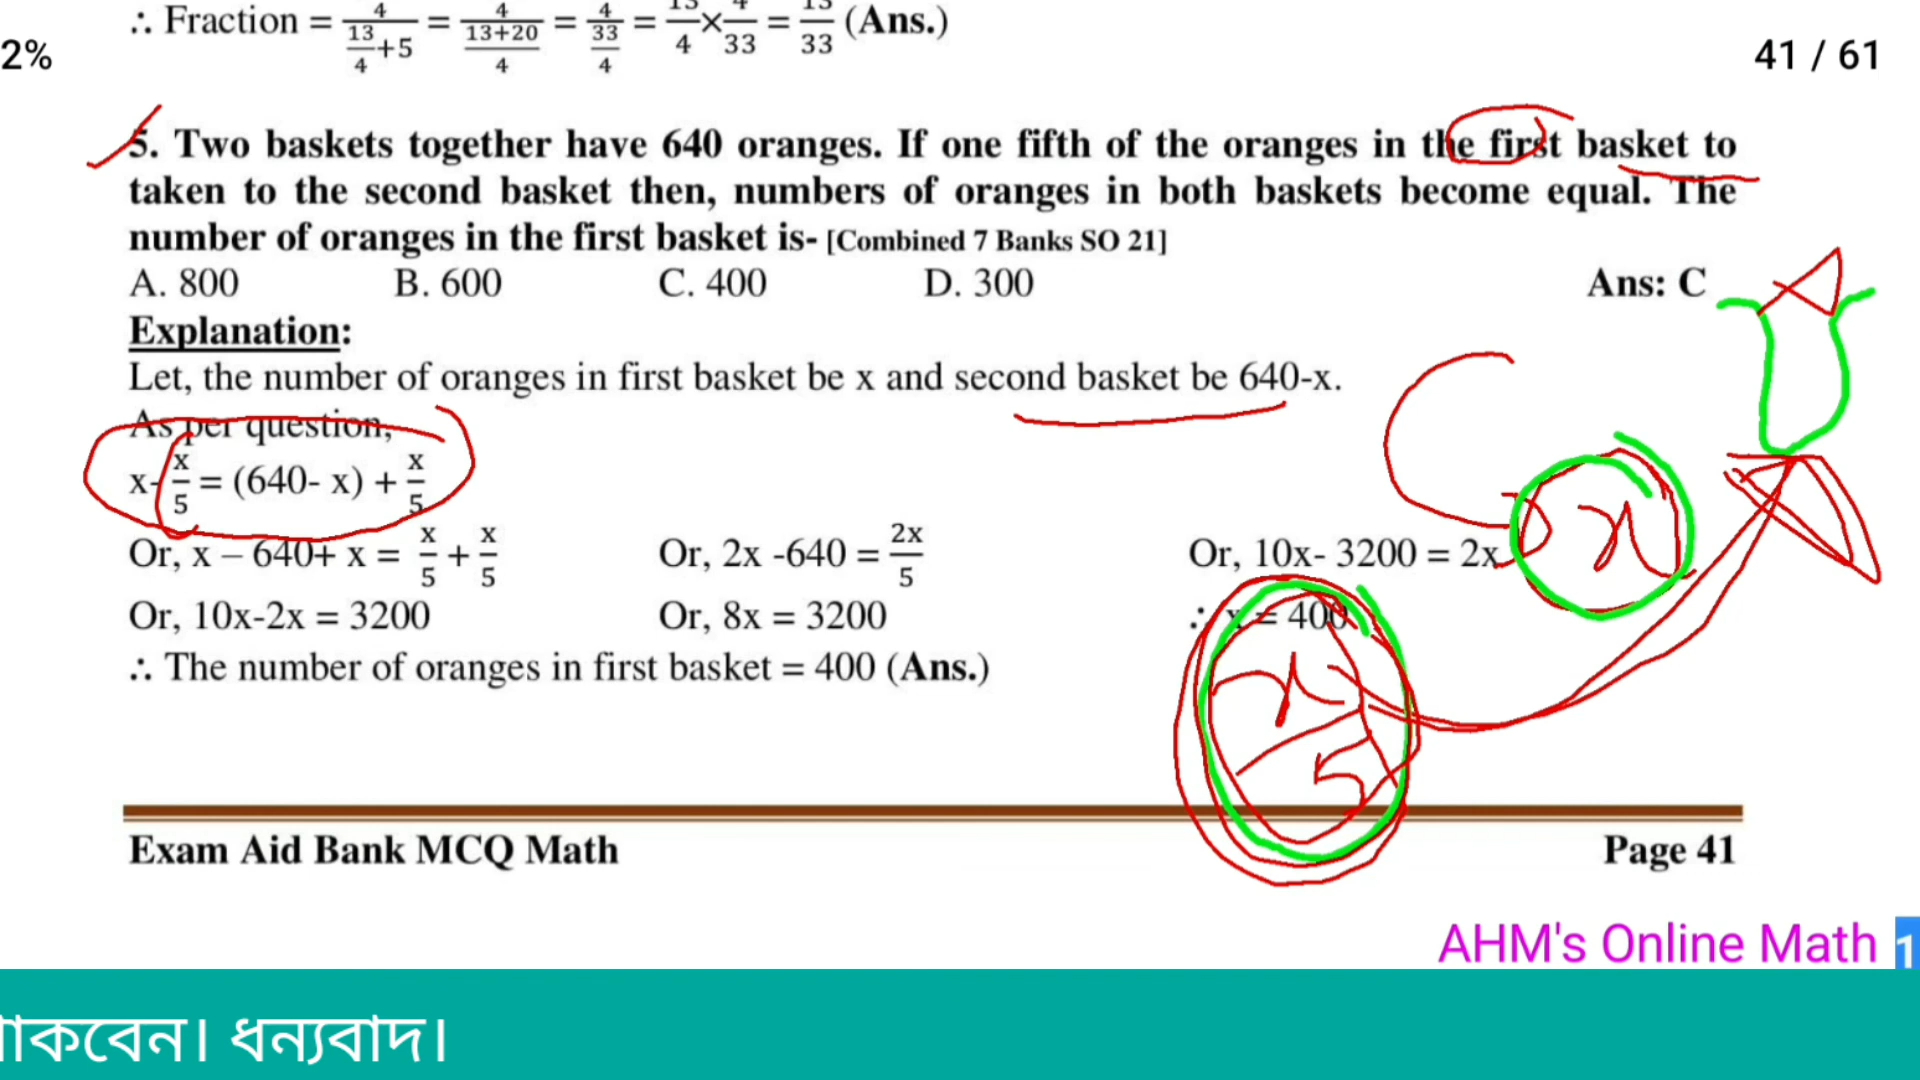 ∴ Fraction = 4/(13/4+5) = 4/((13+20)/4) = 4/(33/4) = 13/4×4/33 = 13/33 (Ans.)
2%
41 / 61
5. Two baskets together have 640 oranges. If one fifth of the oranges in the first basket to
taken to the second basket then, numbers of oranges in both baskets become equal. The
number of oranges in the first basket is- [Combined 7 Banks SO 21]
A. 800 B. 600 C. 400 D. 300 Ans: C
Explanation:
Let, the number of oranges in first basket be x and second basket be 640-x.
As per question,
x- x/5 = (640- x) + x/5
Or, x – 640+ x = x/5 + x/5 Or, 2x -640 = 2x/5 Or, 10x- 3200 = 2x
Or, 10x-2x = 3200 Or, 8x = 3200 ∴ x = 400
∴ The number of oranges in first basket = 400 (Ans.)
x
x
5
Exam Aid Bank MCQ Math Page 41
AHM's Online Math 1
াকবেন। ধন্যবাদ।